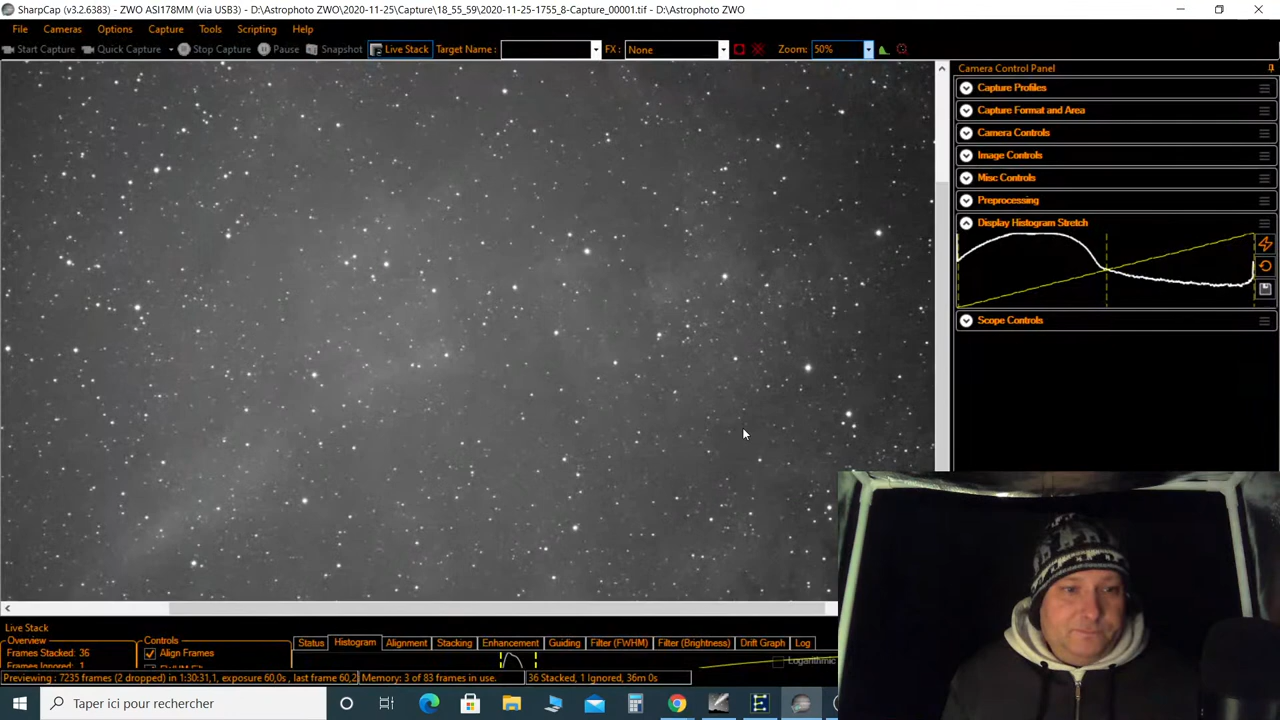 SharpCap (v3.2.6383) - ZWO ASI178MM (via USB3) - D:\Astrophoto ZWO\2020-11-25\Capture\18_55_59\2020-11-25-1755_8-Capture_00001.tif - D:\Astrophoto ZWO\
File Cameras Options Capture Tools Scripting Help
Start Capture Quick Capture Stop Capture Pause Snapshot Live Stack Target Name : FX : None Zoom: 50%
Camera Control Panel
Capture Profiles
Capture Format and Area
Camera Controls
Image Controls
Misc Controls
Preprocessing
Display Histogram Stretch
Scope Controls
Live Stack
Overview
Controls
Status Histogram Alignment Stacking Enhancement Guiding Filter (FWHM) Filter (Brightness) Drift Graph Log
Frames Stacked: 36
Align Frames
Frames Ignored: 1
Logarithmic
Previewing : 7235 frames (2 dropped) in 1:30:31,1, exposure 60,0s , last frame 60,2
Memory: 3 of 83 frames in use.
36 Stacked, 1 Ignored, 36m 0s
Taper ici pour rechercher